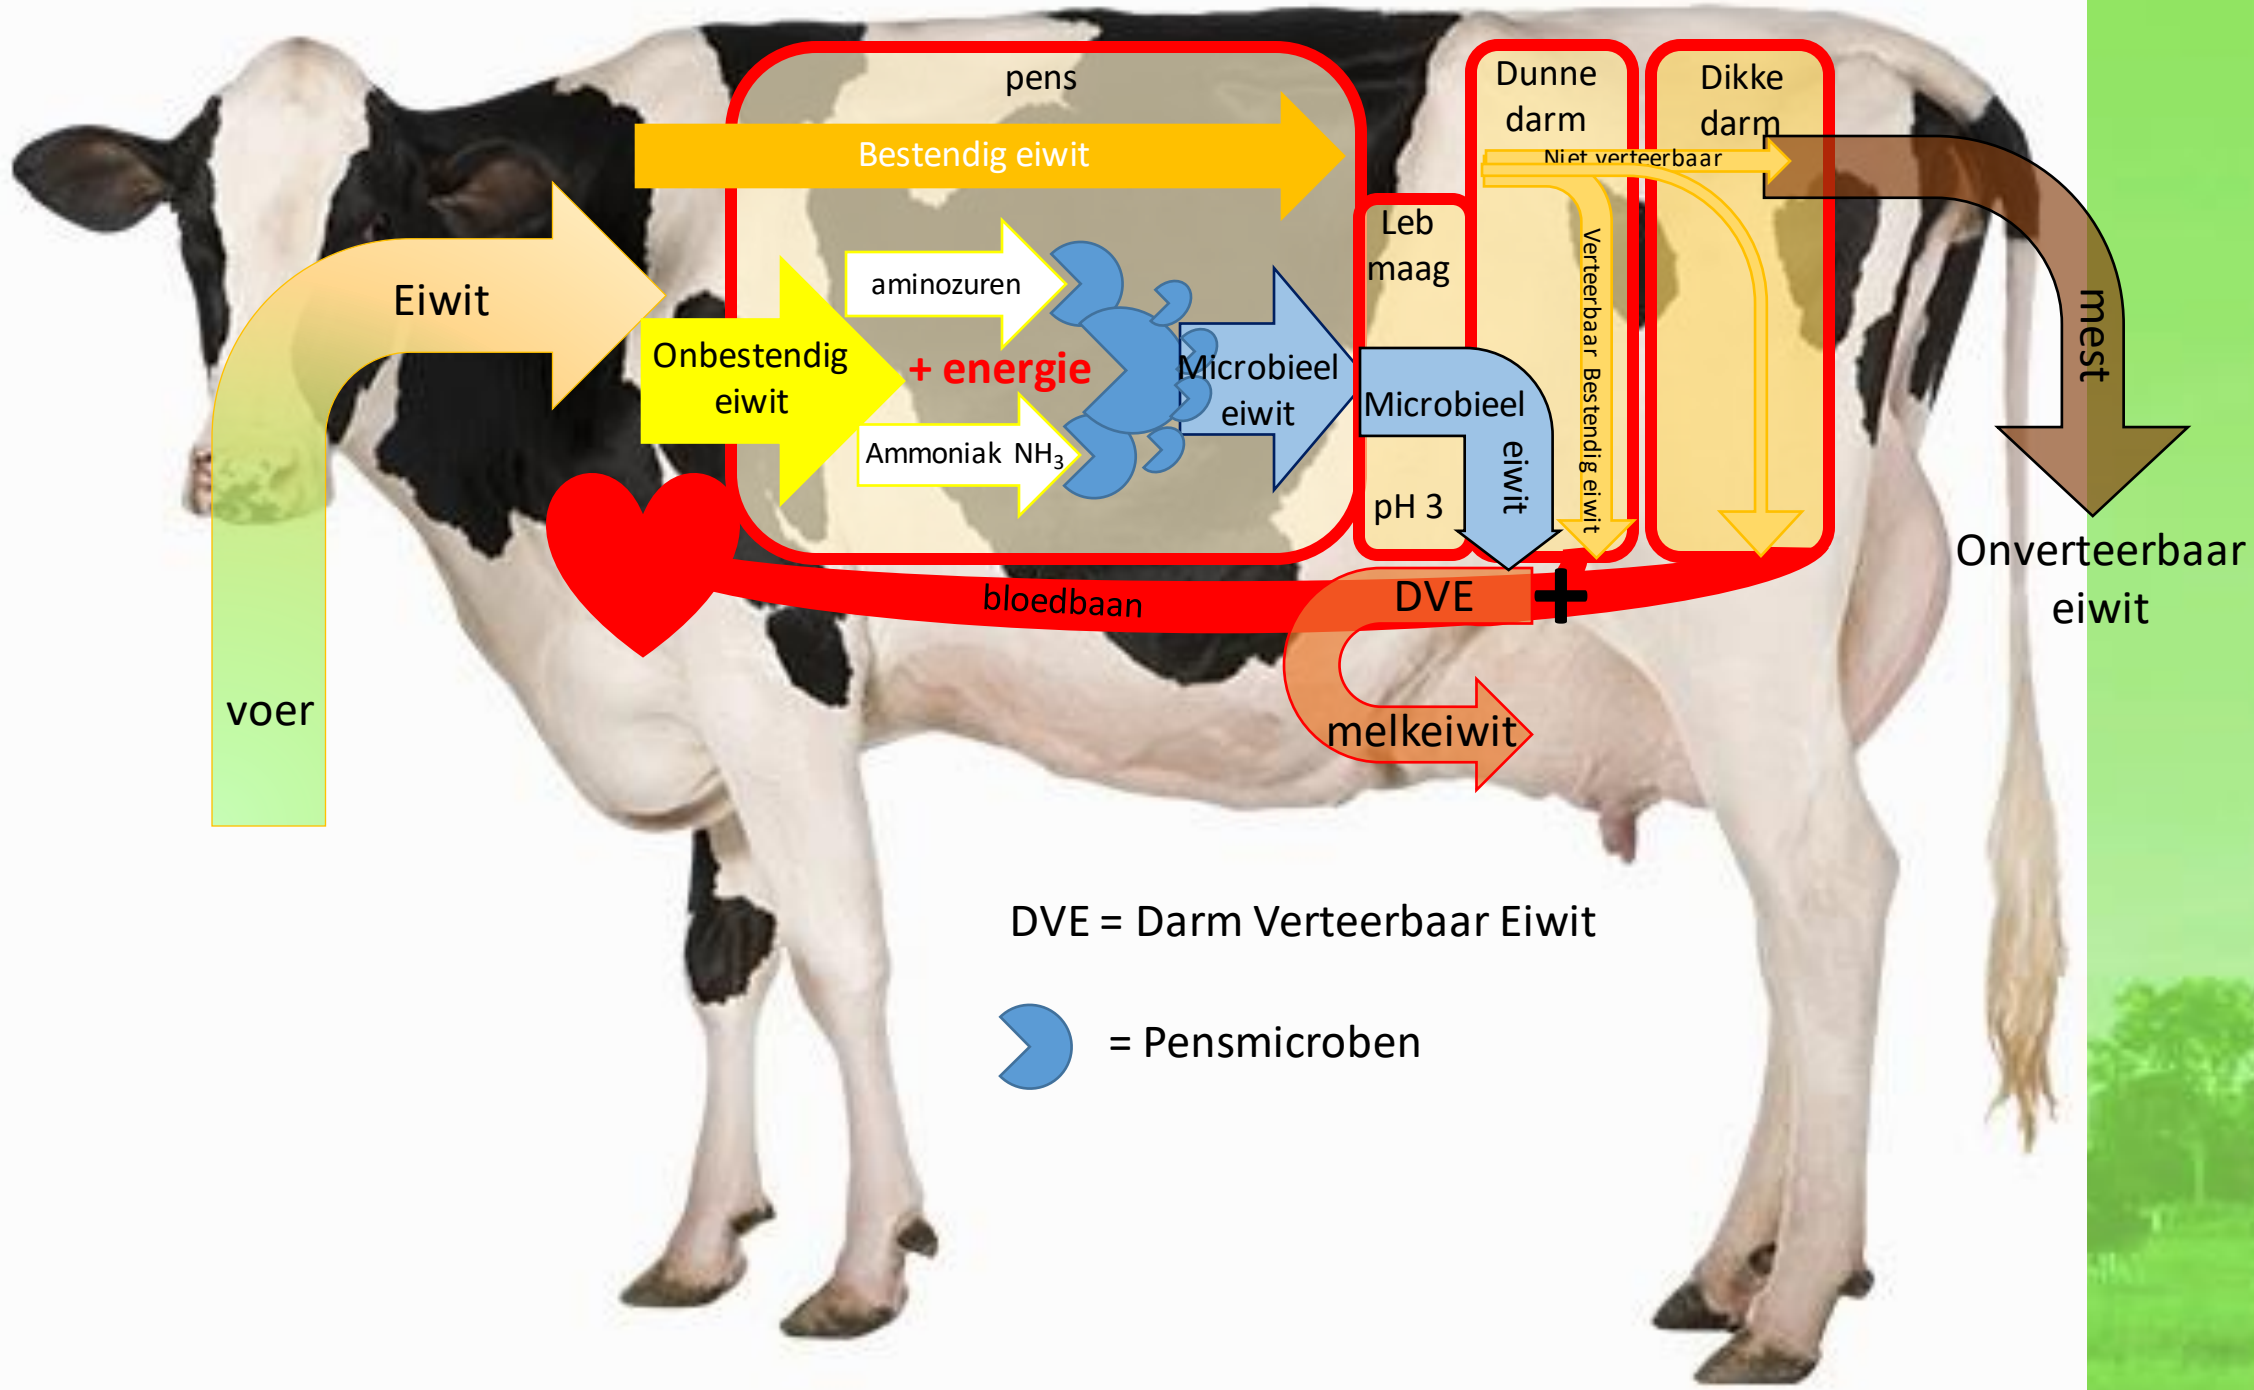 pens
Dunne
darm
Dikke
darm
Bestendig eiwit
Niet verteerbaar
Leb
maag
aminozuren
Eiwit
Onbestendig
eiwit
+ energie
Microbieel
eiwit
Ammoniak NH₃
Microbieel
eiwit
pH 3
Verteerbaar Bestendig eiwit
mest
Onverteerbaar
eiwit
bloedbaan
DVE
+
melkeiwit
voer
DVE = Darm Verteerbaar Eiwit
= Pensmicroben